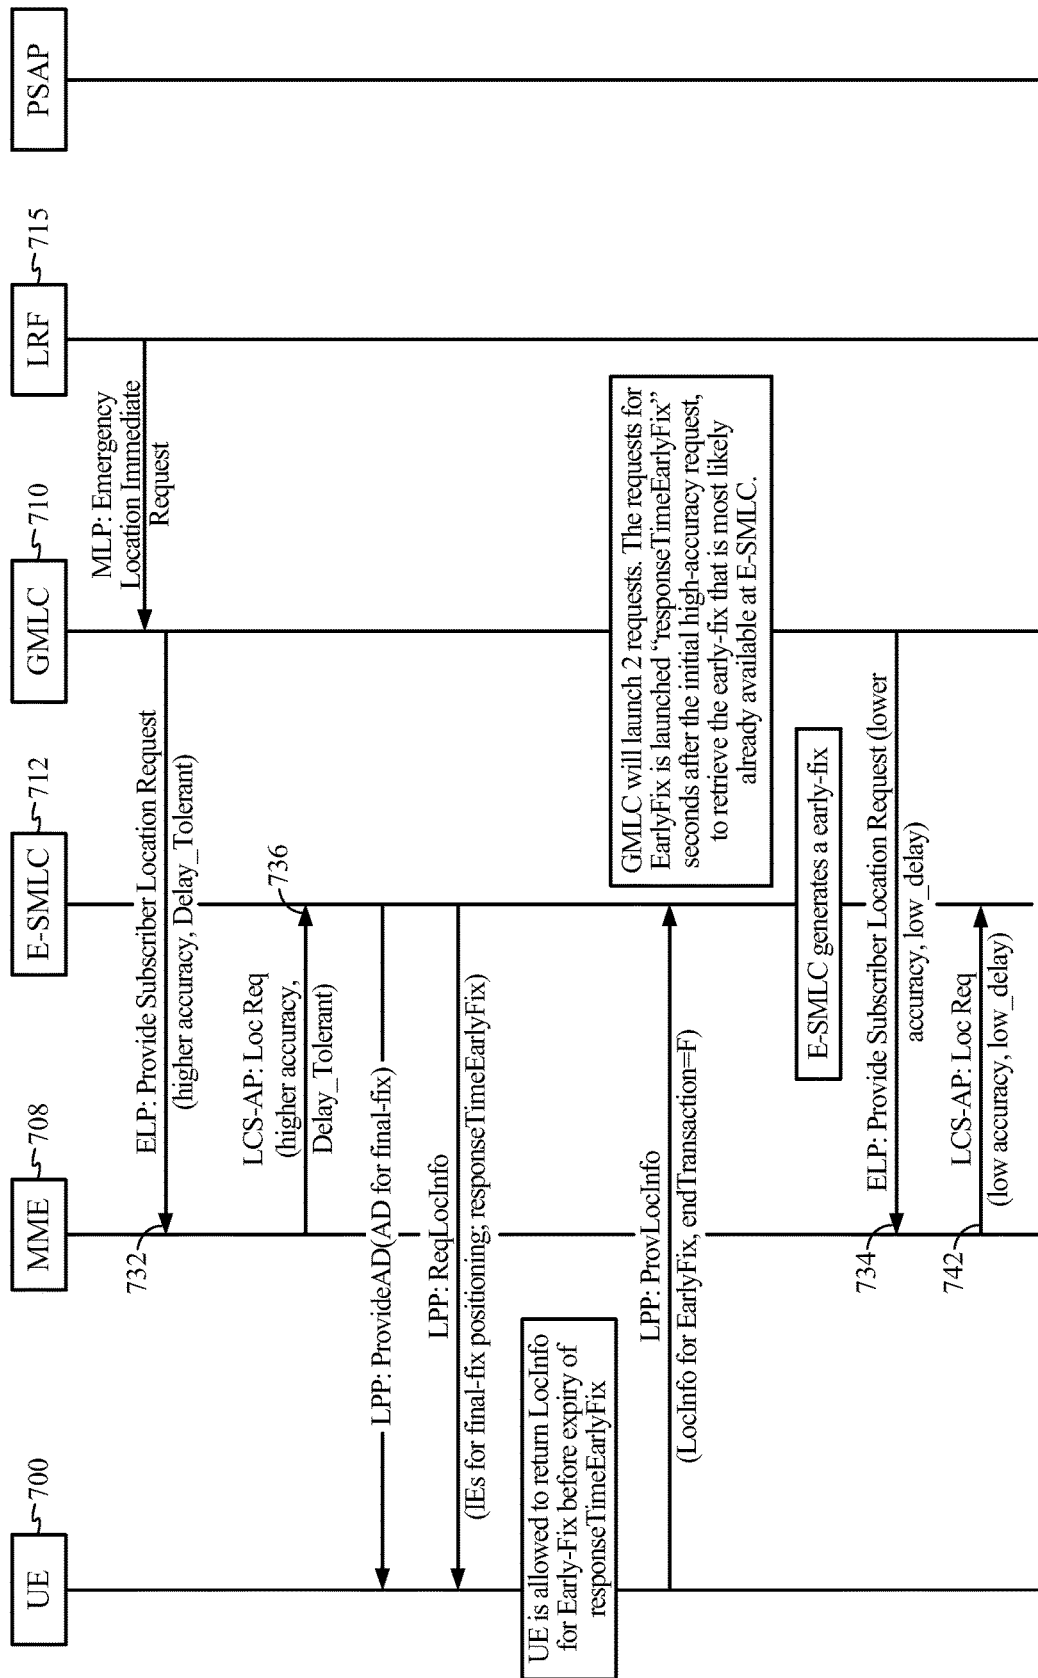 UE
700
MME
708
E-SMLC
712
GMLC
710
LRF
715
PSAP
MLP: Emergency
Location Immediate
Request
ELP: Provide Subscriber Location Request
(higher accuracy, Delay_Tolerant)
732
LCS-AP: Loc Req
(higher accuracy,
Delay_Tolerant)
736
LPP: ProvideAD(AD for final-fix)
LPP: ReqLocInfo
(IEs for final-fix positioning; responseTimeEarlyFix)
UE is allowed to return LocInfo
for Early-Fix before expiry of
responseTimeEarlyFix
LPP: ProvLocInfo
(LocInfo for EarlyFix, endTransaction=F)
GMLC will launch 2 requests. The requests for
EarlyFix is launched “responseTimeEarlyFix”
seconds after the initial high-accuracy request,
to retrieve the early-fix that is most likely
already available at E-SMLC.
E-SMLC generates a early-fix
ELP: Provide Subscriber Location Request (lower
accuracy, low_delay)
734
LCS-AP: Loc Req
(low accuracy, low_delay)
742